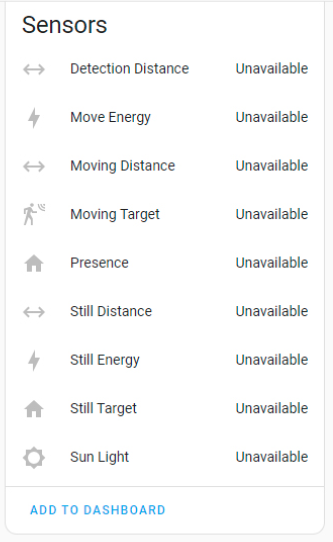 Sensors
Detection Distance Unavailable
Move Energy Unavailable
Moving Distance Unavailable
Moving Target Unavailable
Presence Unavailable
Still Distance Unavailable
Still Energy Unavailable
Still Target Unavailable
Sun Light Unavailable
ADD TO DASHBOARD